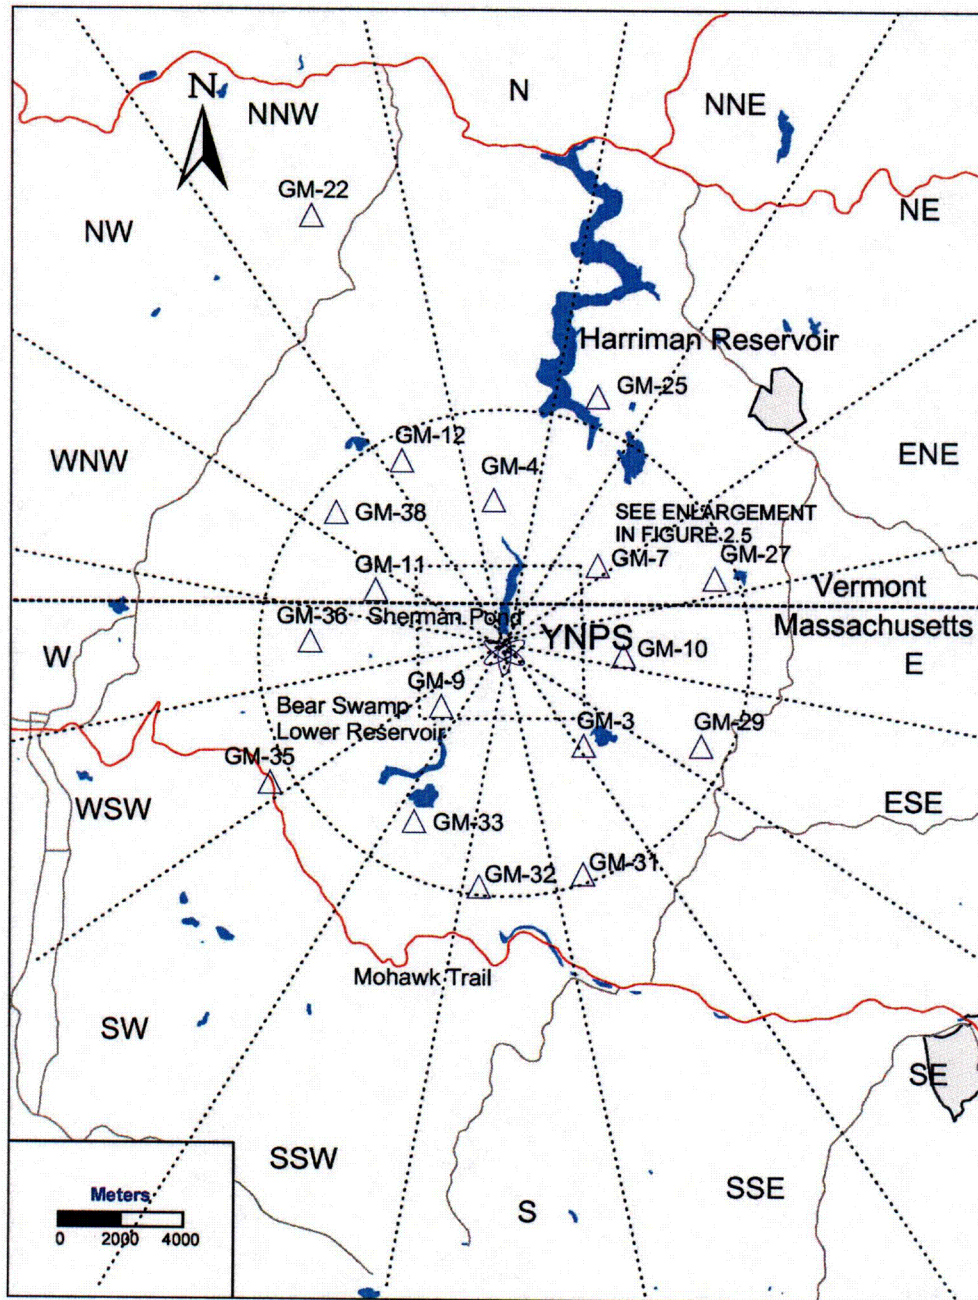 N
NNE
N
NNW
GM-22
NE
NW
Harriman Reservoir
GM-25
GM-12
WNW
ENE
GM-4
SEE ENLARGEMENT
IN FIGURE 2.5
GM-38
GM-7
GM-27
GM-11
Vermont
GM-36
Sherman Pond
Massachusetts
YNPS
W
GM-10
E
GM-9
Bear Swamp
Lower Reservoir
GM-3
GM-29
GM-35
WSW
ESE
GM-33
GM-32
GM-31
Mohawk Trail
SW
SE
SSW
SSE
S
Meters
0 2000 4000